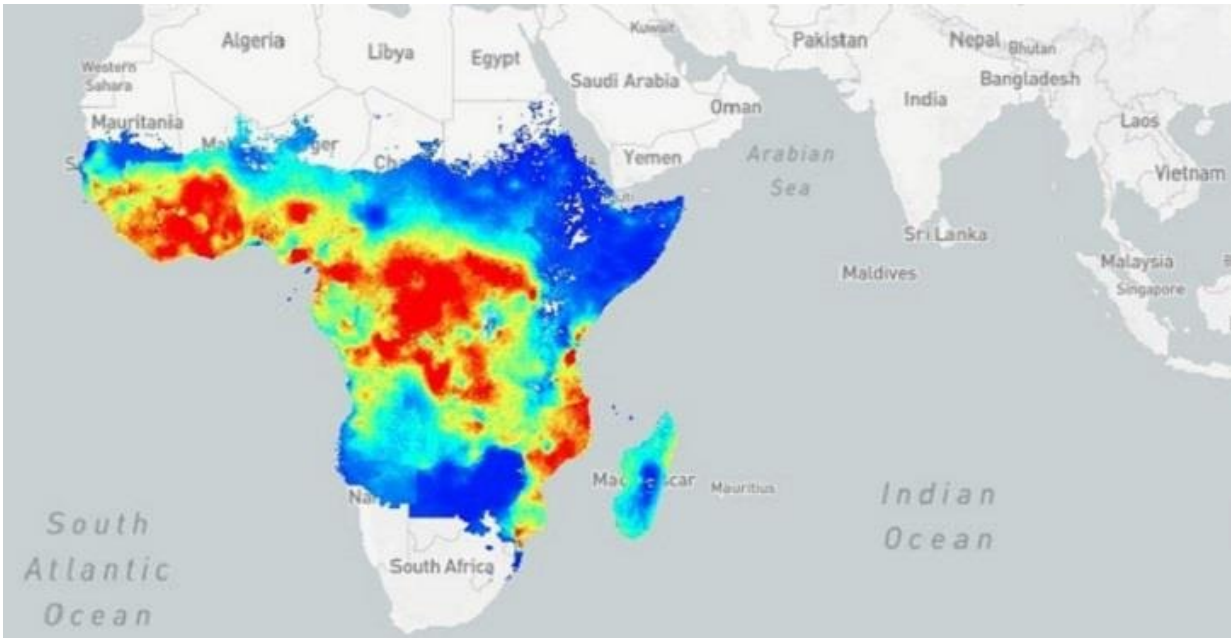 Algeria
Libya
Egypt
Kuwait
Pakistan
Nepal
Bhutan
Western
Sahara
Saudi Arabia
Bangladesh
India
Oman
Mauritania
Laos
Yemen
Arabian
Sea
Vietnam
Sri Lanka
Maldives
Malaysia
Singapore
Mauritius
Indian
Ocean
South
Atlantic
Ocean
South Africa